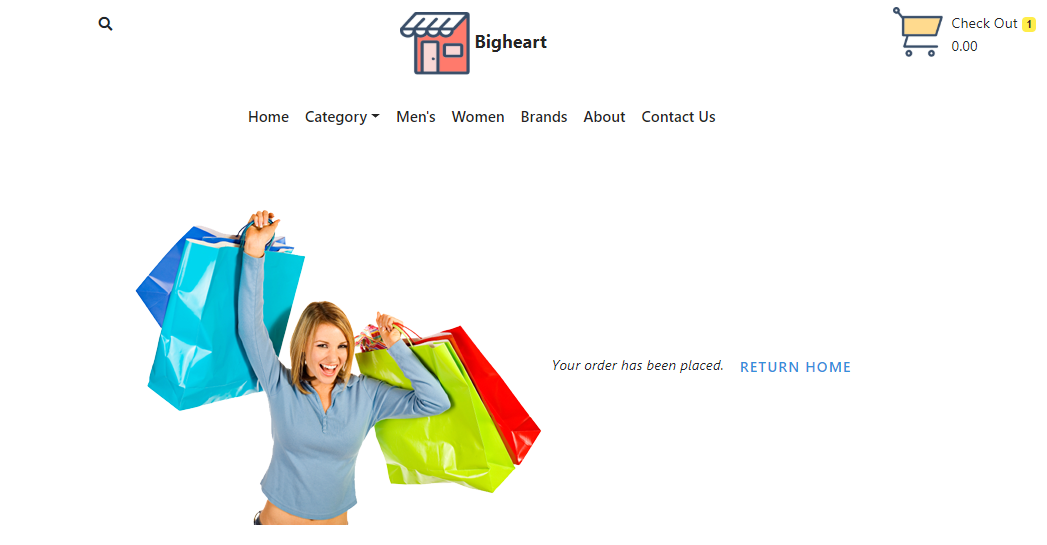 Bigheart
Check Out 1
0.00
Home Category Men's Women Brands About Contact Us
Your order has been placed. RETURN HOME